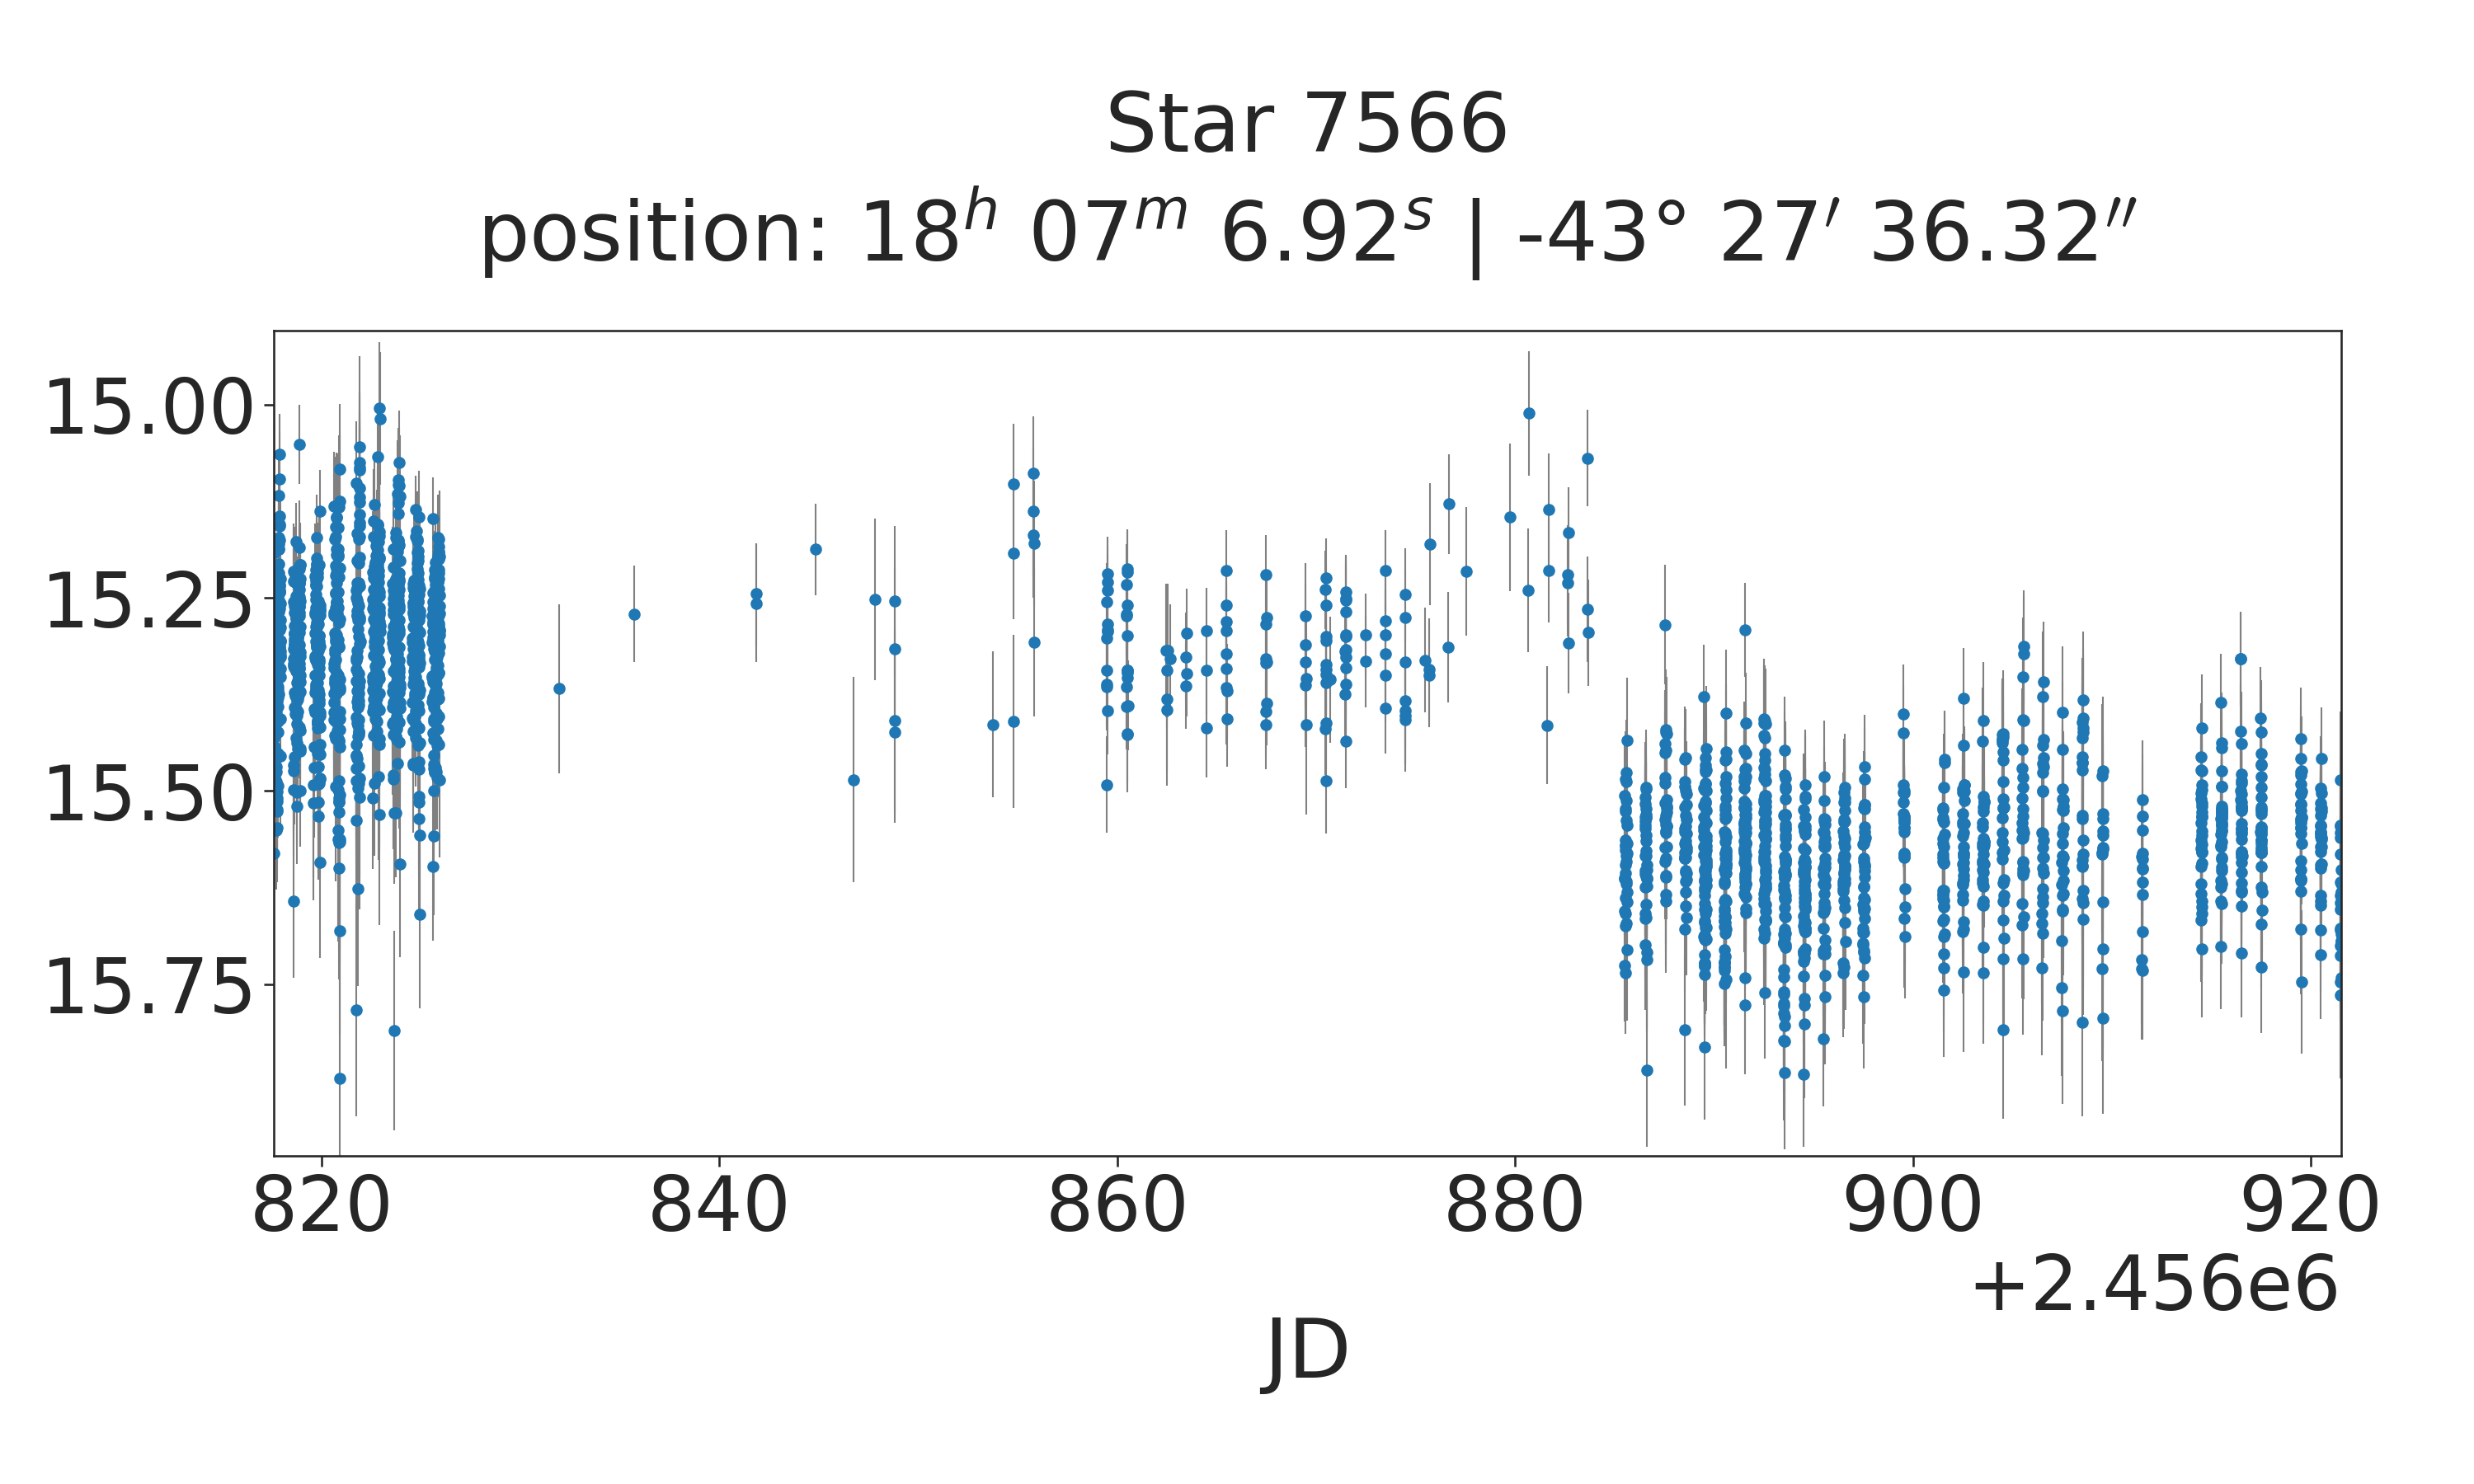 Star 7566
position: 18ʰ 07ᵐ 6.92ˢ | -43° 27′ 36.32″
15.00
15.25
15.50
15.75
820 840 860 880 900 920
+2.456e6
JD